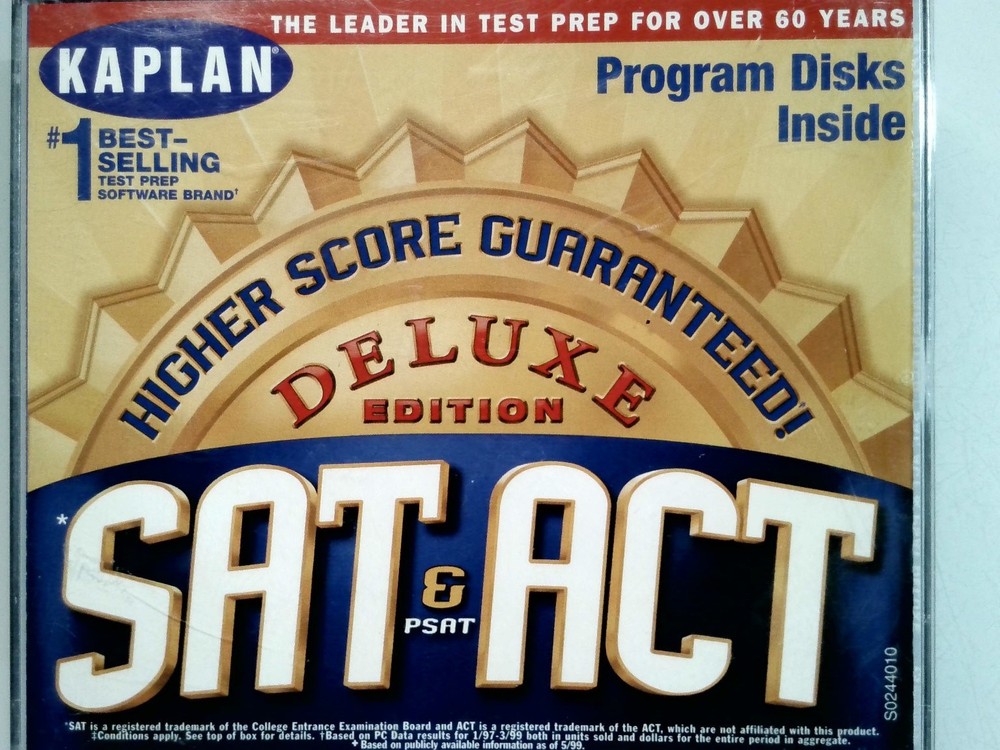 THE LEADER IN TEST PREP FOR OVER 60 YEARS
KAPLAN®
Program Disks
Inside
#1 BEST-
SELLING
TEST PREP
SOFTWARE BRAND†
HIGHER SCORE GUARANTEED!
DELUXE
EDITION
*SAT & ACT
PSAT
S0244010
*SAT is a registered trademark of the College Entrance Examination Board and ACT is a registered trademark of the ACT, which are not affiliated with this product.
‡Conditions apply. See top of box for details. †Based on PC Data results for 1/97-3/99 both in units sold and dollars for the entire period in aggregate.
+ Based on publicly available information as of 5/99.